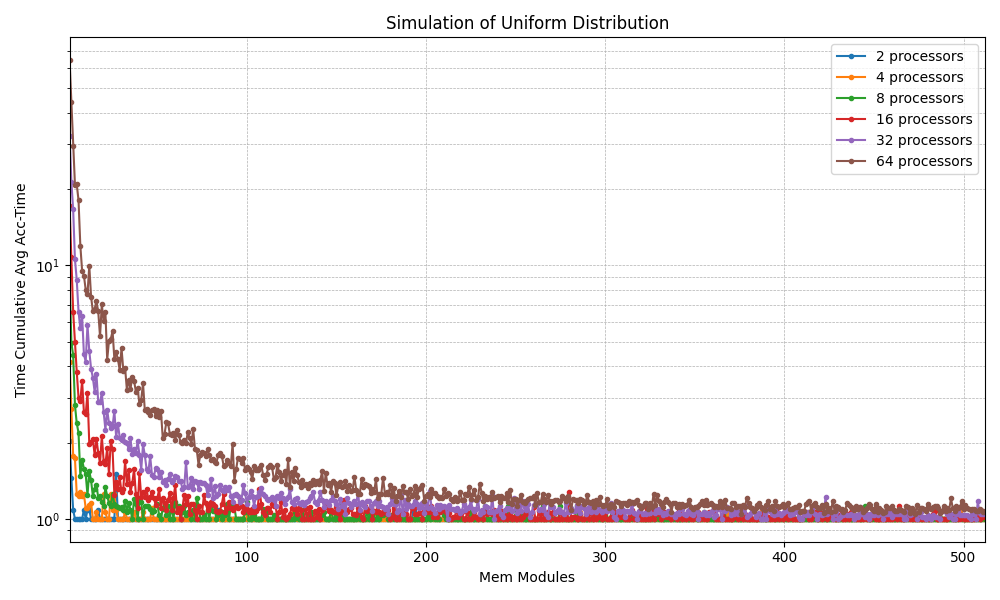 Simulation of Uniform Distribution
2 processors
4 processors
8 processors
16 processors
32 processors
64 processors
Time Cumulative Avg Acc-Time
10¹
10⁰
100
200
300
400
500
Mem Modules